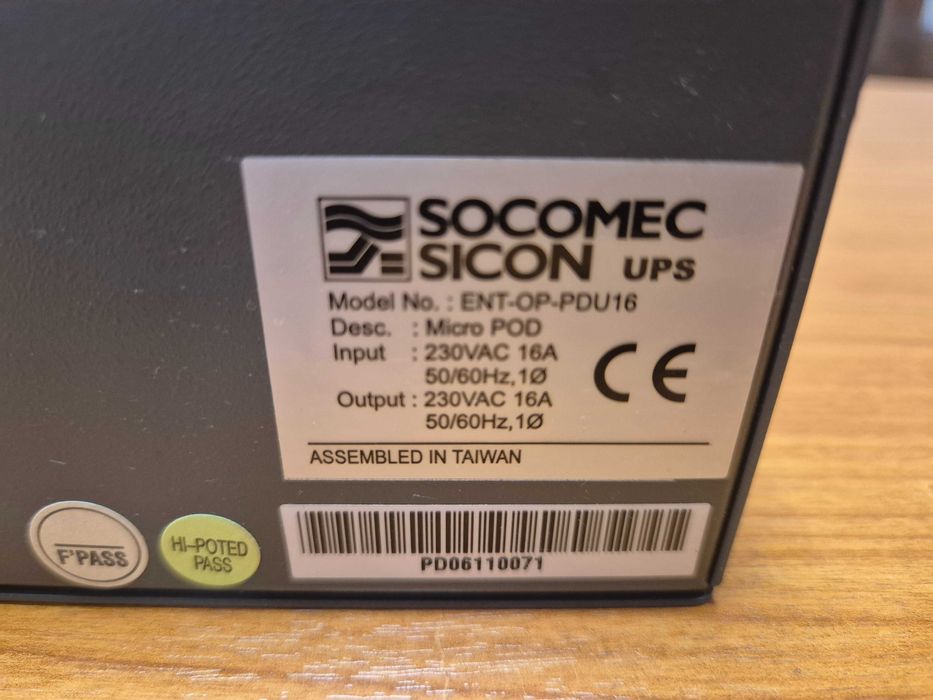 SOCOMEC
SICON UPS
Model No. : ENT-OP-PDU16
Desc. : Micro POD
Input : 230VAC 16A
50/60Hz,1Ø
Output : 230VAC 16A
50/60Hz,1Ø
CE
ASSEMBLED IN TAIWAN
F'PASS
HI-POTED
PASS
PD06110071